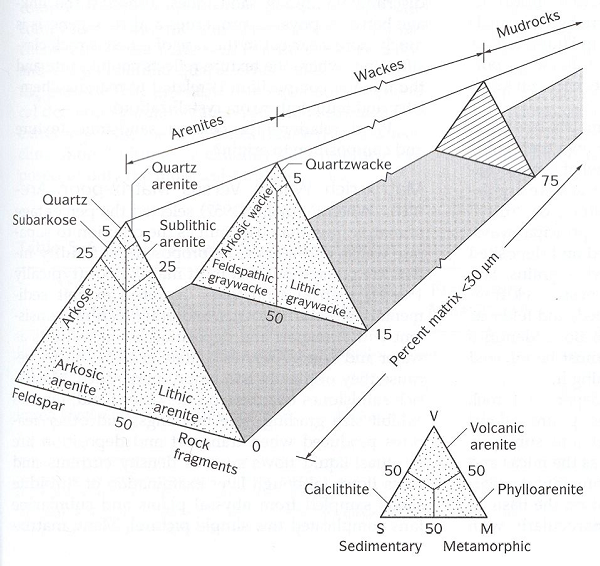 Mudrocks
Wackes
Arenites
Quartz
arenite
Quartzwacke
5
Quartz
Subarkose
5
5
Sublithic
arenite
25
25
Arkosic wacke
75
Feldspathic
graywacke
Lithic
graywacke
Arkose
50
15
Percent matrix <30 μm
Arkosic
arenite
Lithic
arenite
Feldspar
50
Rock
fragments
0
V
Volcanic
arenite
50
50
Calclithite
Phylloarenite
S
50
M
Sedimentary
Metamorphic